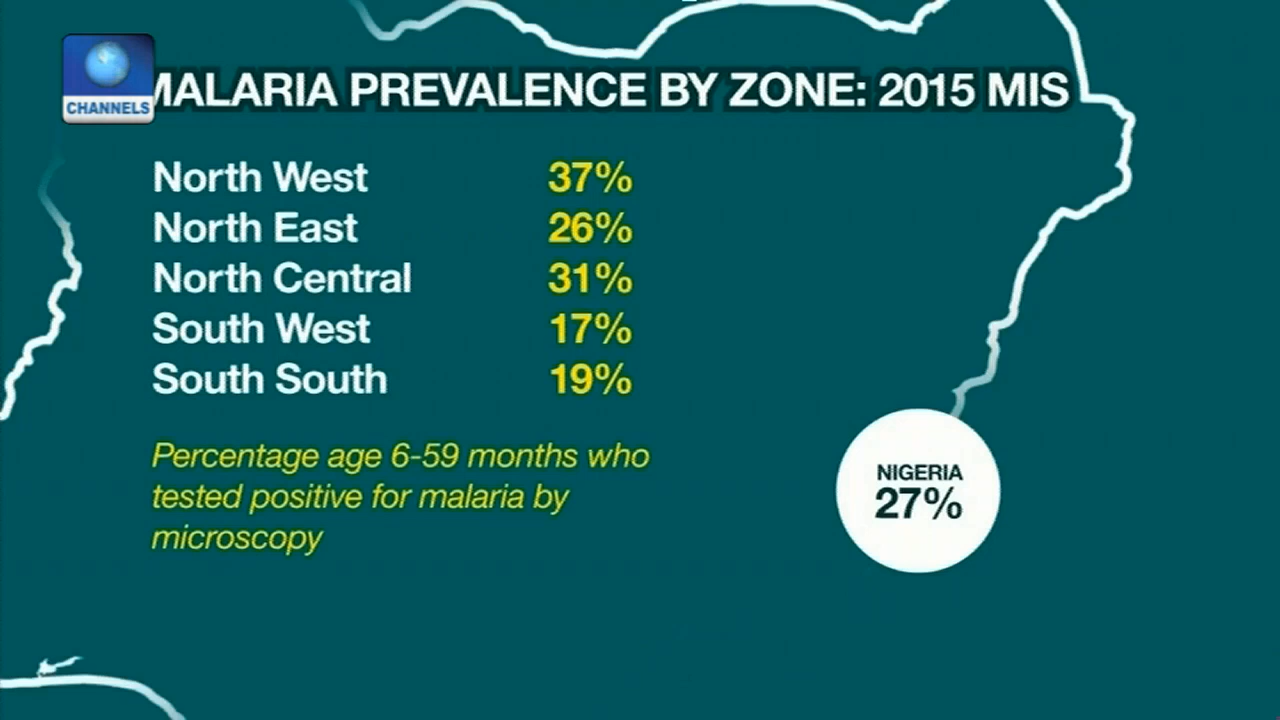 CHANNELS
MALARIA PREVALENCE BY ZONE: 2015 MIS
North West 37%
North East 26%
North Central 31%
South West 17%
South South 19%
Percentage age 6-59 months who
tested positive for malaria by
microscopy
NIGERIA
27%